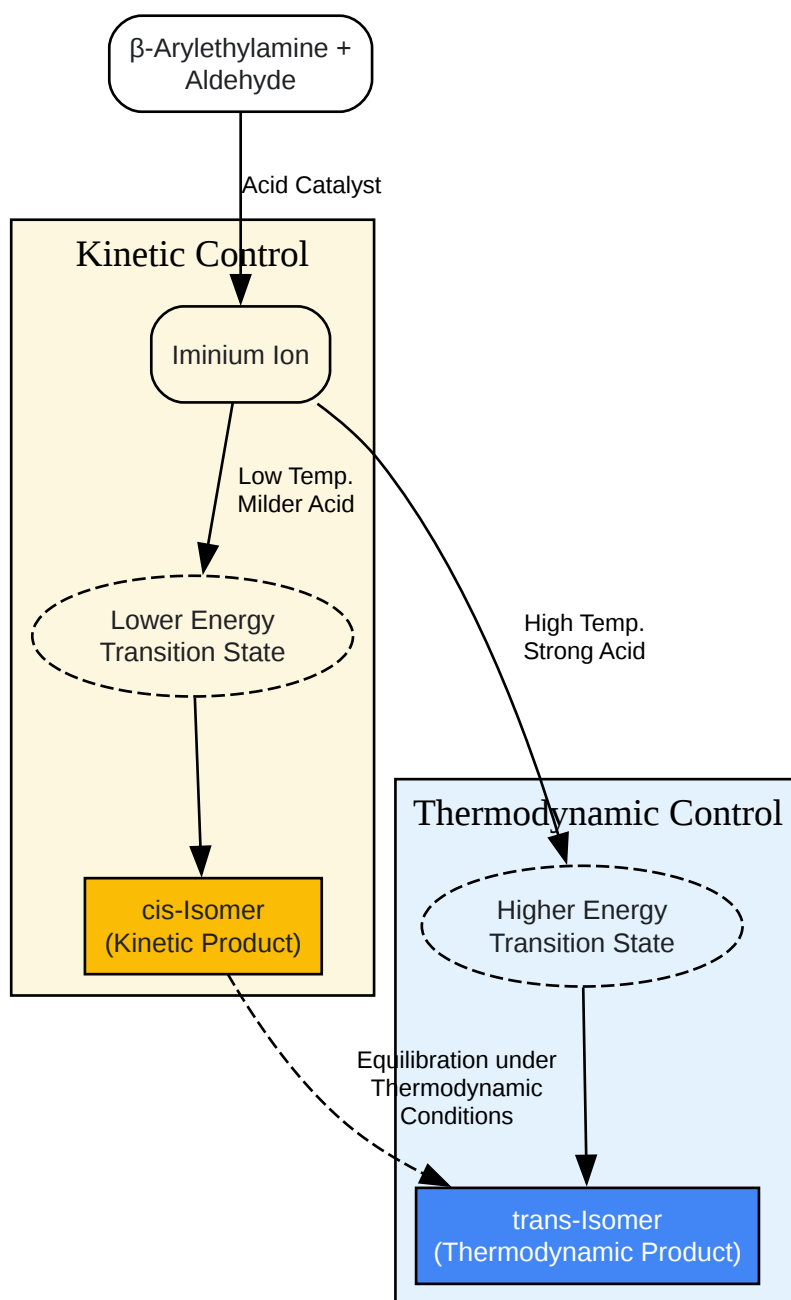 β-Arylethylamine +
Aldehyde
Acid Catalyst
Kinetic Control
Iminium Ion
Low Temp.
Milder Acid
Lower Energy
Transition State
High Temp.
Strong Acid
Thermodynamic Control
cis-Isomer
(Kinetic Product)
Higher Energy
Transition State
Equilibration under
Thermodynamic
Conditions
trans-Isomer
(Thermodynamic Product)